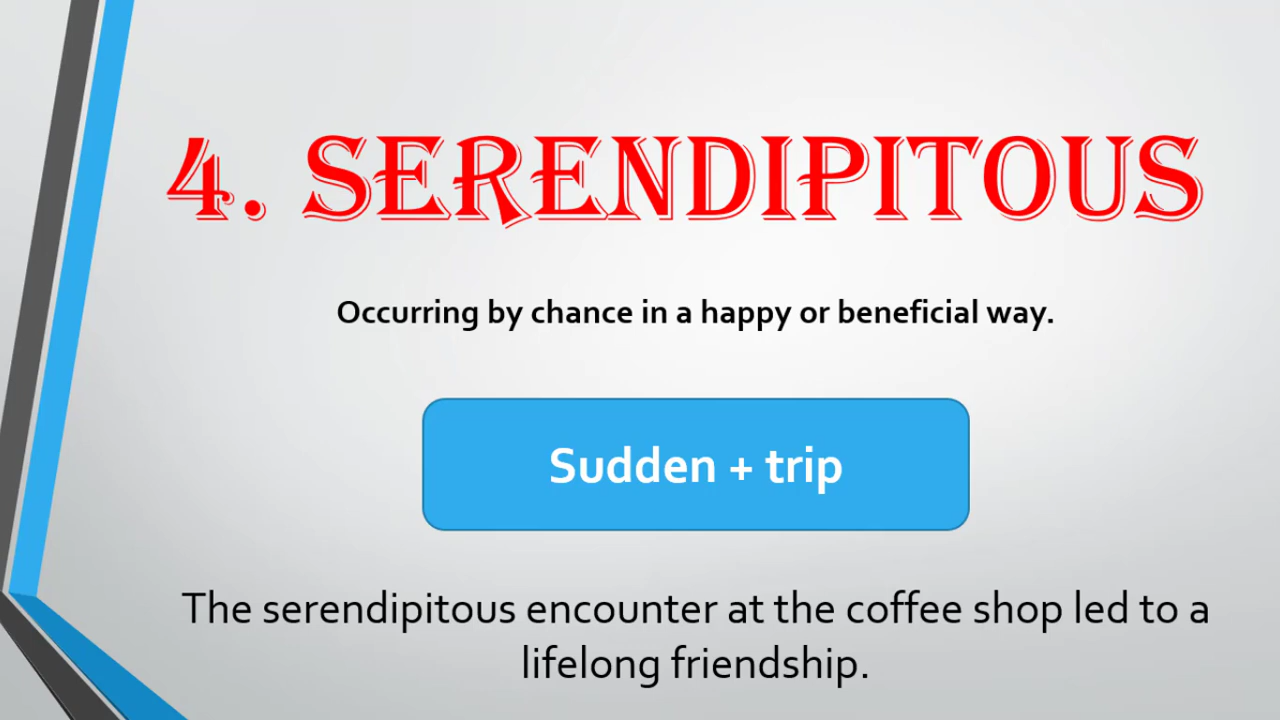 4. SERENDIPITOUS
Occurring by chance in a happy or beneficial way.
Sudden + trip
The serendipitous encounter at the coffee shop led to a
lifelong friendship.